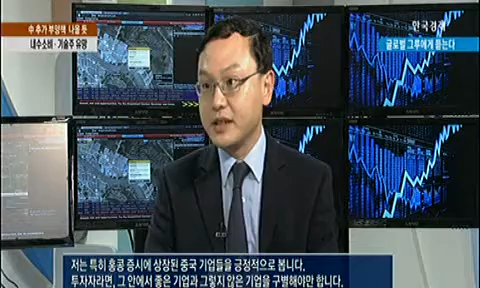 中 추가 부양책 나올 듯
내수소비·기술주 유망
한국경제
글로벌 그루에게 듣는다
저는 특히 홍콩 증시에 상장된 중국 기업들을 긍정적으로 봅니다.
투자자라면, 그 안에서 좋은 기업과 그렇지 않은 기업을 구별해야만 합니다.